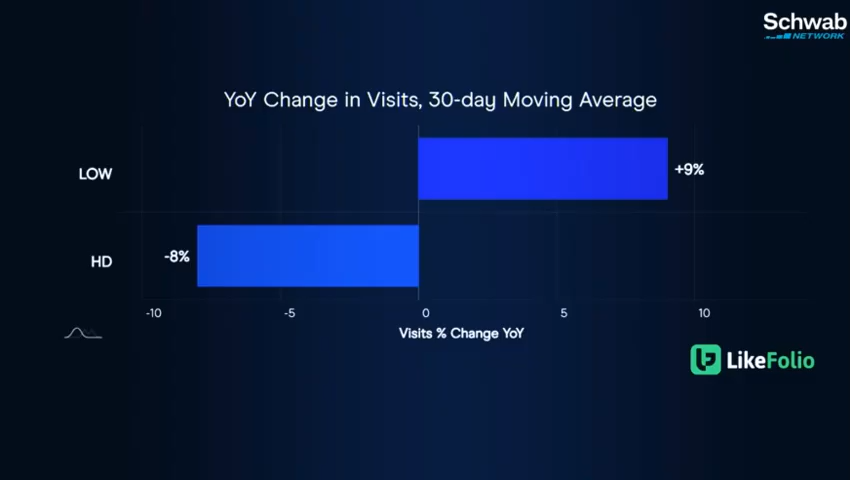 Schwab
NETWORK
YoY Change in Visits, 30-day Moving Average
LOW
+9%
HD
-8%
-10
-5
0
5
10
Visits % Change YoY
LikeFolio